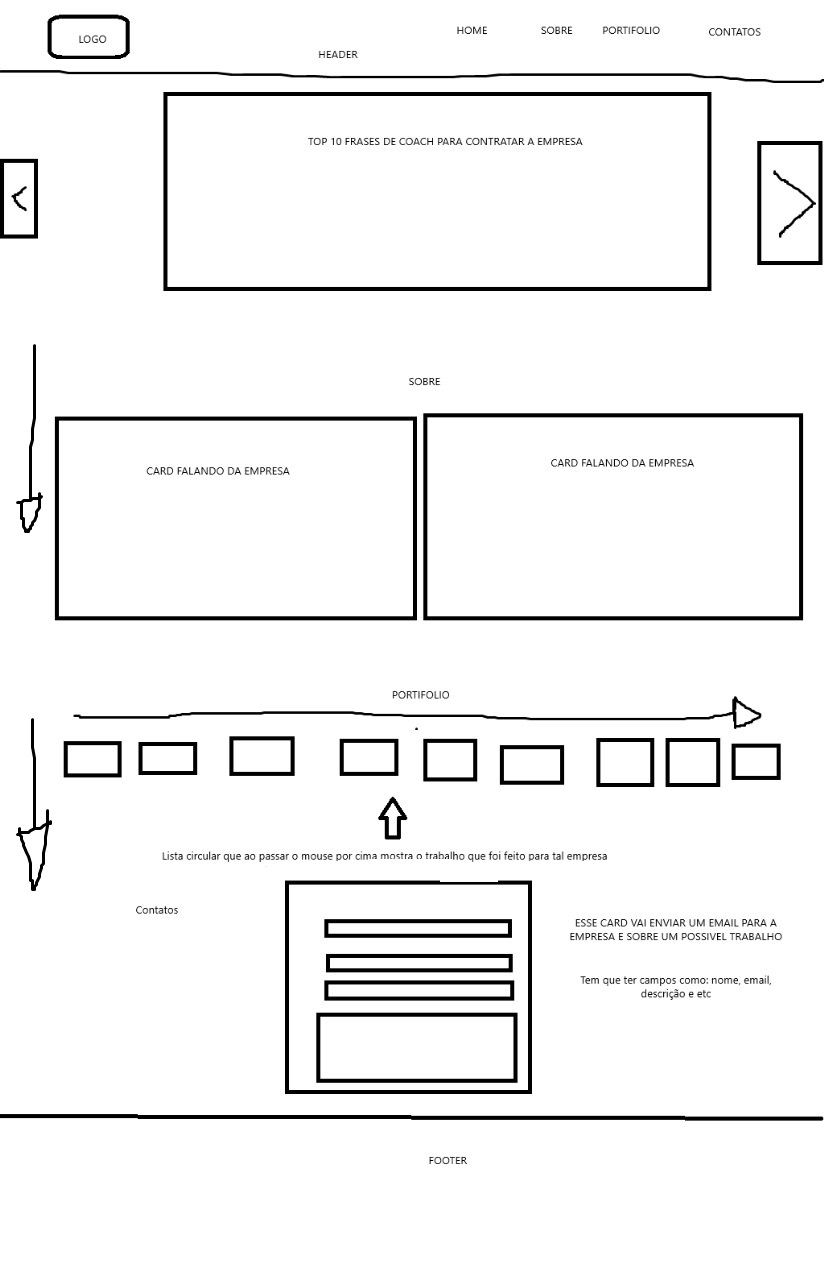 LOGO
HOME
SOBRE
PORTIFOLIO
CONTATOS
HEADER
TOP 10 FRASES DE COACH PARA CONTRATAR A EMPRESA
SOBRE
CARD FALANDO DA EMPRESA
CARD FALANDO DA EMPRESA
PORTIFOLIO
Lista circular que ao passar o mouse por cima mostra o trabalho que foi feito para tal empresa
Contatos
ESSE CARD VAI ENVIAR UM EMAIL PARA A
EMPRESA E SOBRE UM POSSIVEL TRABALHO
Tem que ter campos como: nome, email,
descrição e etc
FOOTER